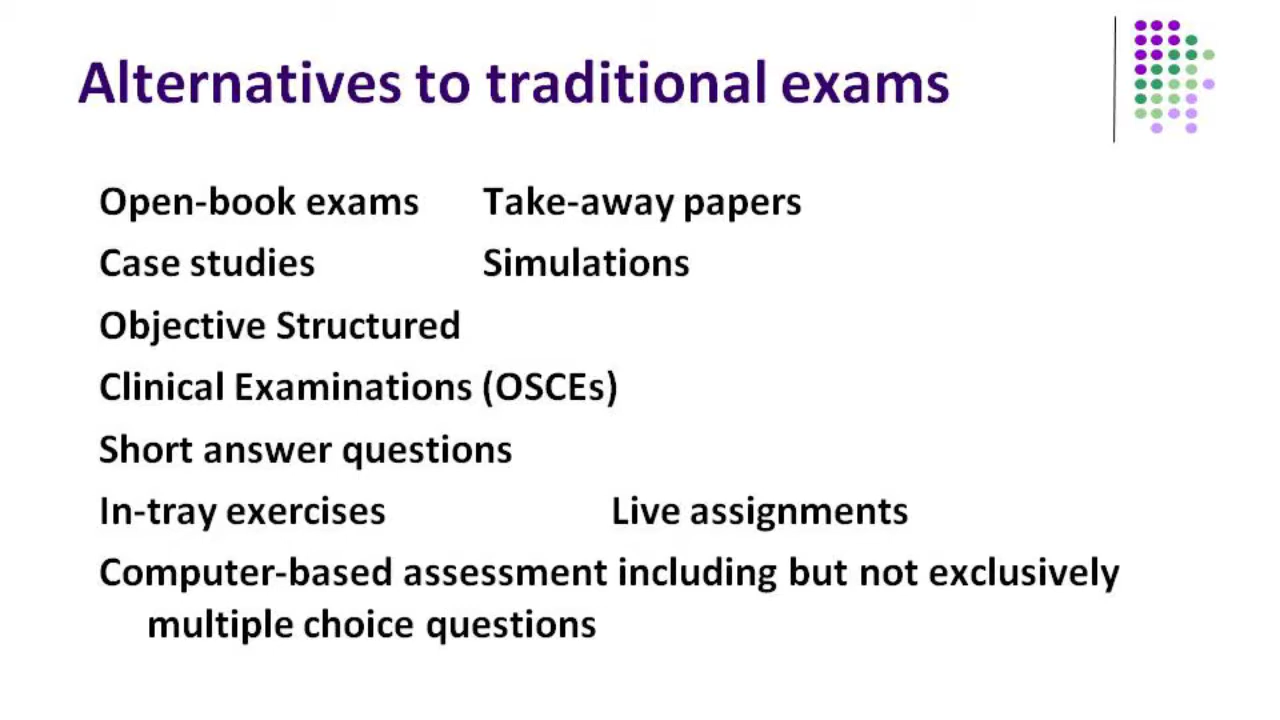 Alternatives to traditional exams
Open-book exams Take-away papers
Case studies Simulations
Objective Structured
Clinical Examinations (OSCEs)
Short answer questions
In-tray exercises Live assignments
Computer-based assessment including but not exclusively
multiple choice questions